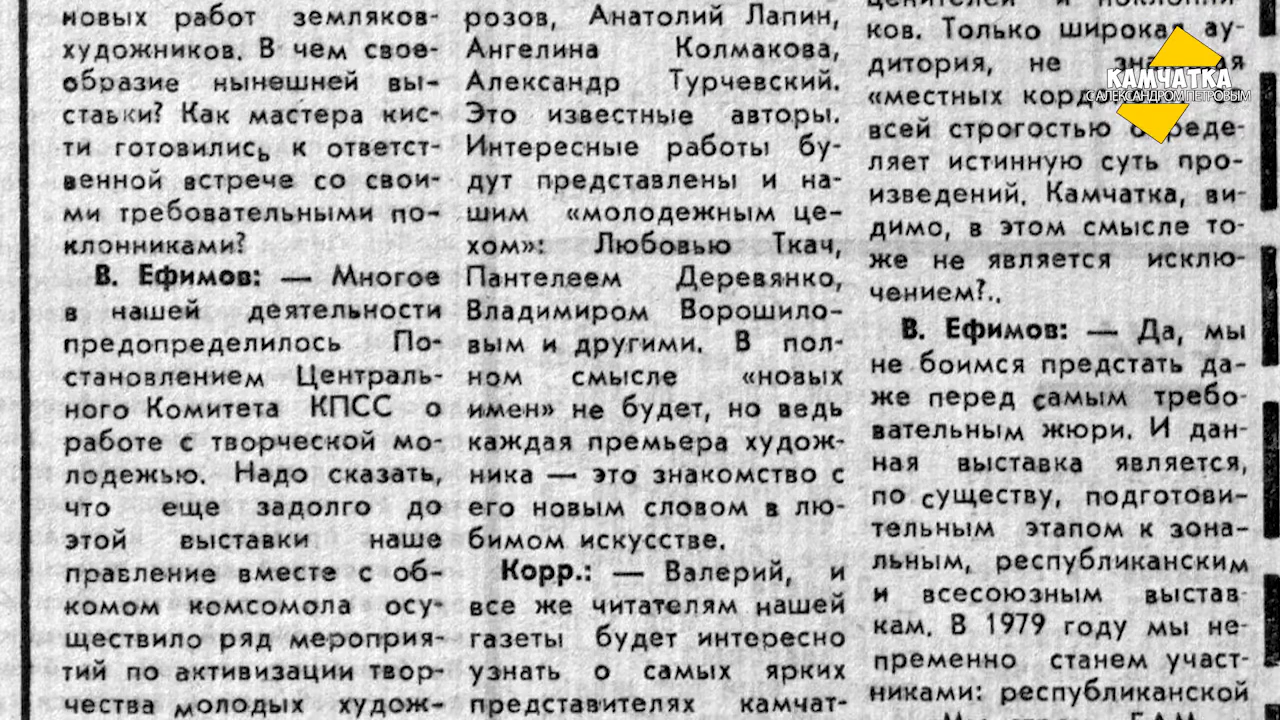 новых работ земляков-
художников. В чем свое-
образие нынешней вы-
ставки? Как мастера кис-
ти готовились к ответст-
венной встрече со свои-
ми требовательными по-
клонниками?
В. Ефимов: — Многое
в нашей деятельности
предопределилось По-
становлением Централь-
ного Комитета КПСС о
работе с творческой мо-
лодежью. Надо сказать,
что еще задолго до
этой выставки наше
правление вместе с об-
комом комсомола осу-
ществило ряд мероприя-
тий по активизации твор-
чества молодых худож-
розов, Анатолий Лапин,
Ангелина Колмакова,
Александр Турчевский.
Это известные авторы.
Интересные работы бу-
дут представлены и на-
шим «молодежным це-
хом»: Любовью Ткач,
Пантелеем Деревянко,
Владимиром Ворошило-
вым и другими. В пол-
ном смысле «новых
имен» не будет, но ведь
каждая премьера худож-
ника — это знакомство с
его новым словом в лю-
бимом искусстве.
Корр.: — Валерий, и
все же читателям нашей
газеты будет интересно
узнать о самых ярких
представителях камчат-
ков. Только широкая ау-
дитория, не
«местных
всей строгостью опреде-
ляет истинную суть про-
изведений. Камчатка, ви-
димо, в этом смысле то-
же не является исклю-
чением?..
В. Ефимов: — Да, мы
не боимся предстать да-
же перед самым требо-
вательным жюри. И дан-
ная выставка является,
по существу, подготови-
тельным этапом к зона-
льным, республиканским
и всесоюзным выстав-
кам. В 1979 году мы не-
пременно станем участ-
никами: республиканской
КАМЧАТКА
С АЛЕКСАНДРОМ ПЕТРОВЫМ